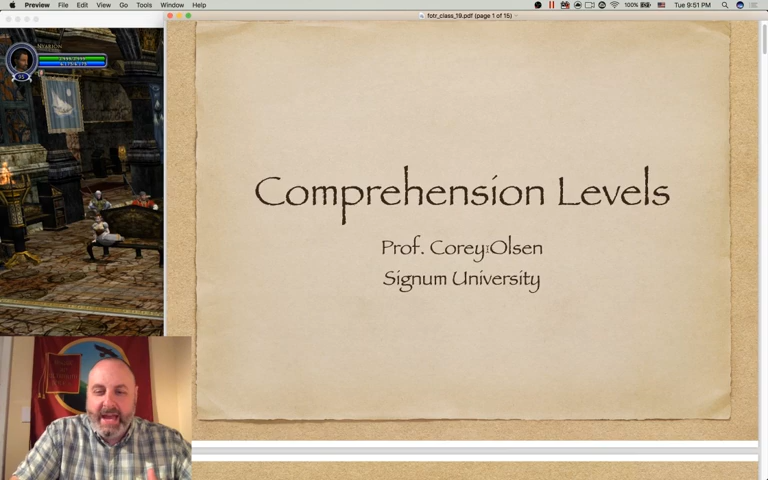 Preview File Edit View Go Tools Window Help
100%
Tue 9:51 PM
fotr_class_19.pdf (page 1 of 15)
Comprehension Levels
Prof. Corey Olsen
Signum University